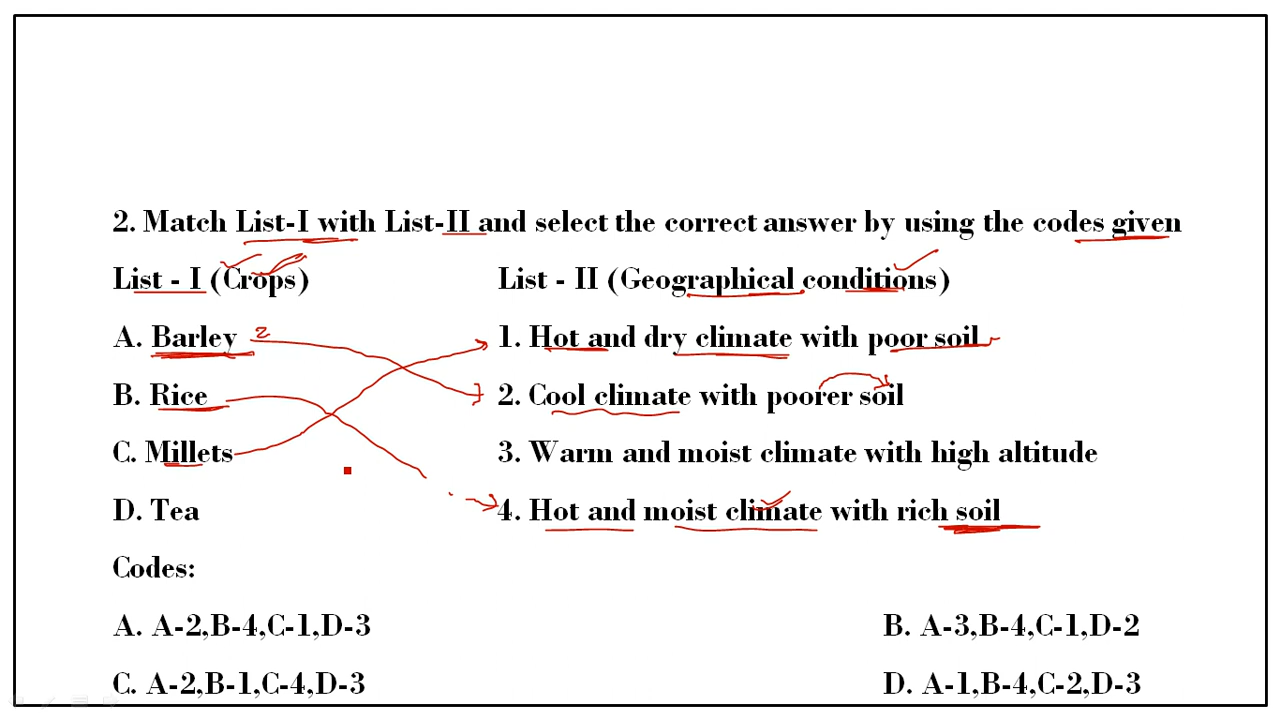 2. Match List-I with List-II and select the correct answer by using the codes given
List - I (Crops) List - II (Geographical conditions)
A. Barley 2 1. Hot and dry climate with poor soil
B. Rice 2. Cool climate with poorer soil
C. Millets 3. Warm and moist climate with high altitude
D. Tea 4. Hot and moist climate with rich soil
Codes:
A. A-2,B-4,C-1,D-3 B. A-3,B-4,C-1,D-2
C. A-2,B-1,C-4,D-3 D. A-1,B-4,C-2,D-3